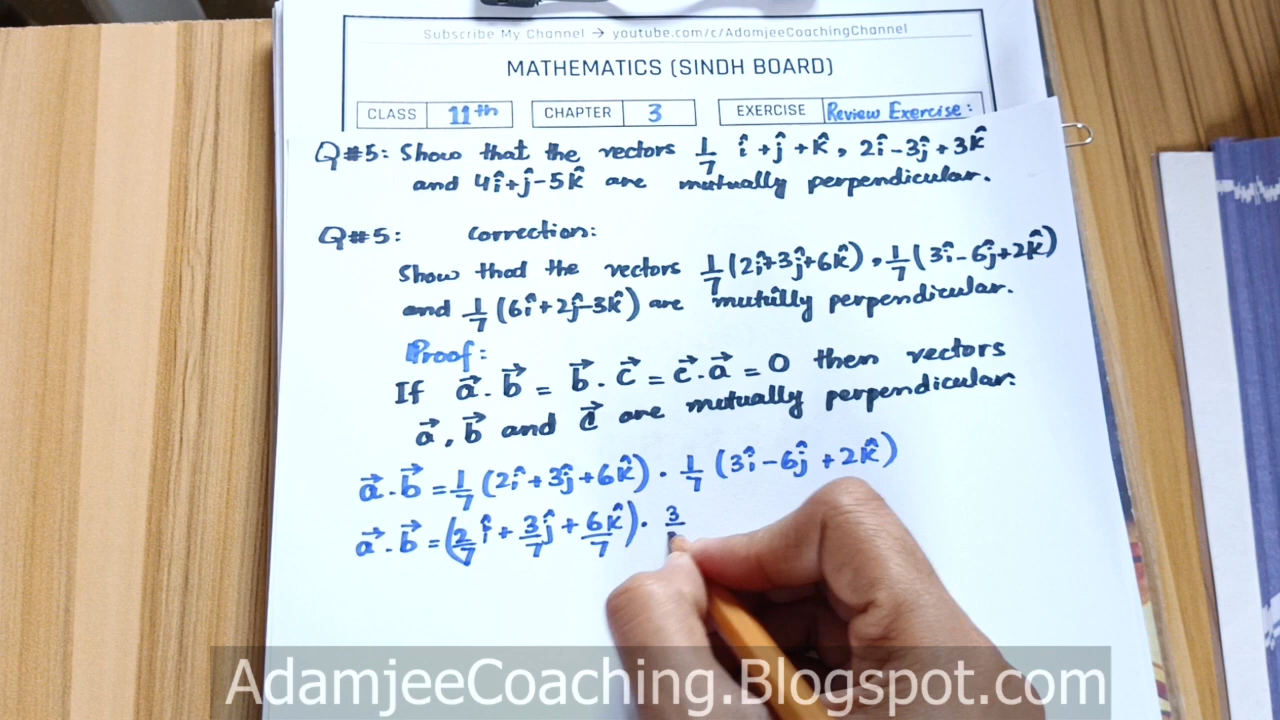 Subscribe My Channel → youtube.com/c/AdamjeeCoachingChannel
MATHEMATICS (SINDH BOARD)
CLASS 11th CHAPTER 3 EXERCISE Review Exercise:
Q#5: Show that the vectors 1/7 î + ĵ + k̂, 2î - 3ĵ + 3k̂
and 4î + ĵ - 5k̂ are mutually perpendicular.
Q#5: Correction:
Show that the vectors 1/7 (2î + 3ĵ + 6k̂), 1/7 (3î - 6ĵ + 2k̂)
and 1/7 (6î + 2ĵ - 3k̂) are mutully perpendicular.
Proof:
If a⃗ . b⃗ = b⃗ . c⃗ = c⃗ . a⃗ = 0 then vectors
a⃗, b⃗ and c⃗ are mutually perpendicular.
a⃗ . b⃗ = 1/7 (2î + 3ĵ + 6k̂) . 1/7 (3î - 6ĵ + 2k̂)
a⃗ . b⃗ = (2/7 î + 3/7 ĵ + 6k̂/7) . 3/
AdamjeeCoaching.Blogspot.com